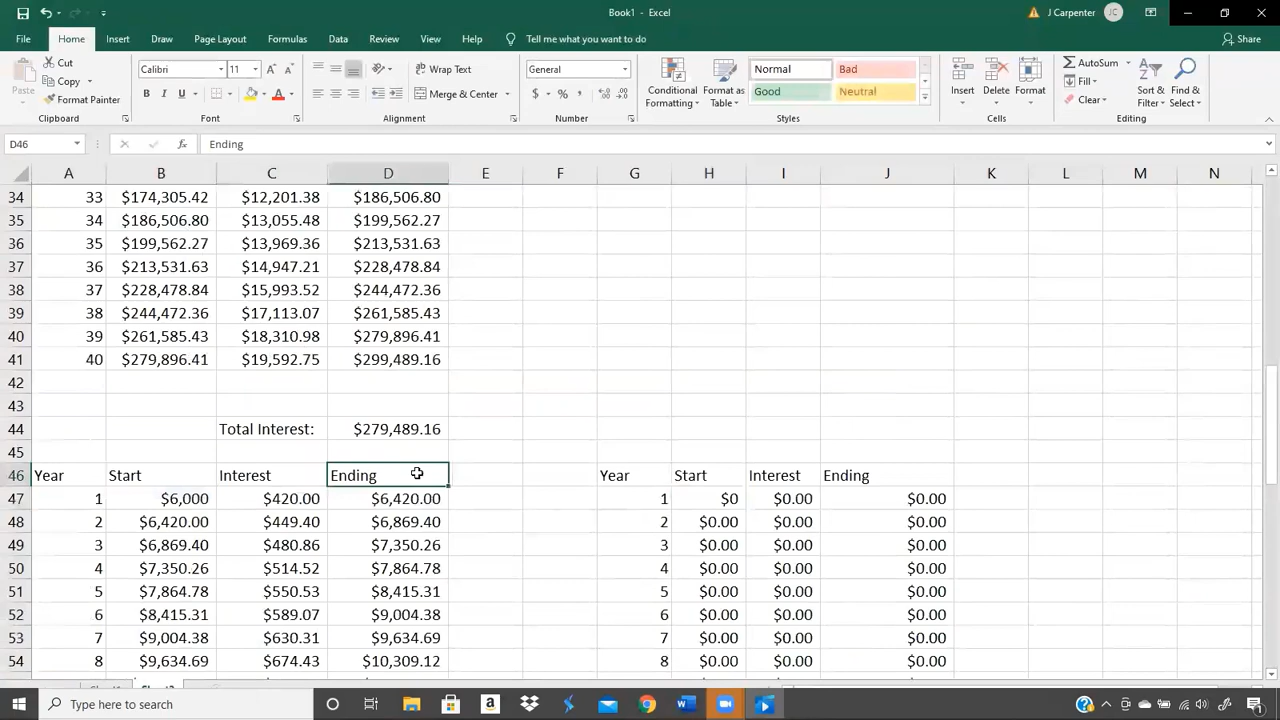 Book1 - Excel
J Carpenter JC
File Home Insert Draw Page Layout Formulas Data Review View Help Tell me what you want to do Share
Paste Cut Copy Format Painter Clipboard
Calibri 11 A A B I U A Font
Wrap Text Merge & Center Alignment
General $ % , Number
Conditional Formatting Format as Table Normal Bad Good Neutral Styles
Insert Delete Format Cells
AutoSum Fill Clear Sort & Filter Find & Select Editing
D46 fx Ending
A B C D E F G H I J K L M N
34 33 $174,305.42 $12,201.38 $186,506.80
35 34 $186,506.80 $13,055.48 $199,562.27
36 35 $199,562.27 $13,969.36 $213,531.63
37 36 $213,531.63 $14,947.21 $228,478.84
38 37 $228,478.84 $15,993.52 $244,472.36
39 38 $244,472.36 $17,113.07 $261,585.43
40 39 $261,585.43 $18,310.98 $279,896.41
41 40 $279,896.41 $19,592.75 $299,489.16
42
43
44 Total Interest: $279,489.16
45
46 Year Start Interest Ending Year Start Interest Ending
47 1 $6,000 $420.00 $6,420.00 1 $0 $0.00 $0.00
48 2 $6,420.00 $449.40 $6,869.40 2 $0.00 $0.00 $0.00
49 3 $6,869.40 $480.86 $7,350.26 3 $0.00 $0.00 $0.00
50 4 $7,350.26 $514.52 $7,864.78 4 $0.00 $0.00 $0.00
51 5 $7,864.78 $550.53 $8,415.31 5 $0.00 $0.00 $0.00
52 6 $8,415.31 $589.07 $9,004.38 6 $0.00 $0.00 $0.00
53 7 $9,004.38 $630.31 $9,634.69 7 $0.00 $0.00 $0.00
54 8 $9,634.69 $674.43 $10,309.12 8 $0.00 $0.00 $0.00
Type here to search